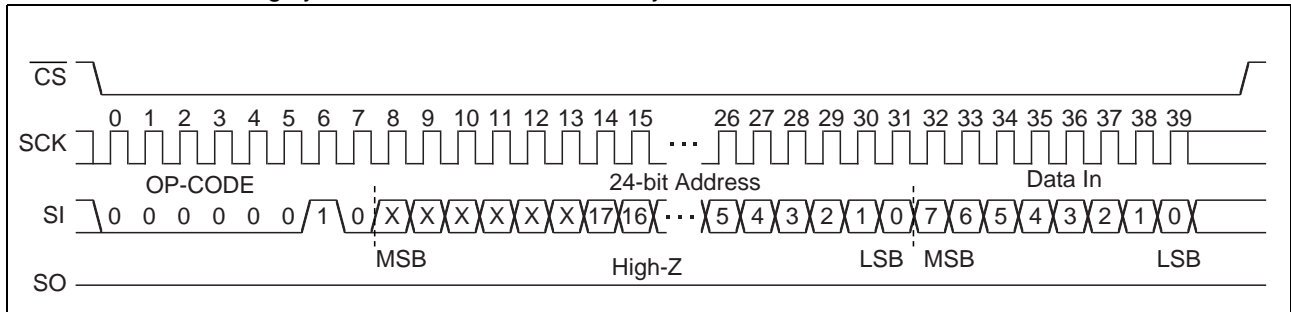 CS
0 1 2 3 4 5 6 7 8 9 10 11 12 13 14 15 26 27 28 29 30 31 32 33 34 35 36 37 38 39
SCK ···
OP-CODE 24-bit Address Data In
SI 0 0 0 0 0 0 1 0 X X X X X X 17 16 ··· 5 4 3 2 1 0 7 6 5 4 3 2 1 0
MSB High-Z LSB MSB LSB
SO